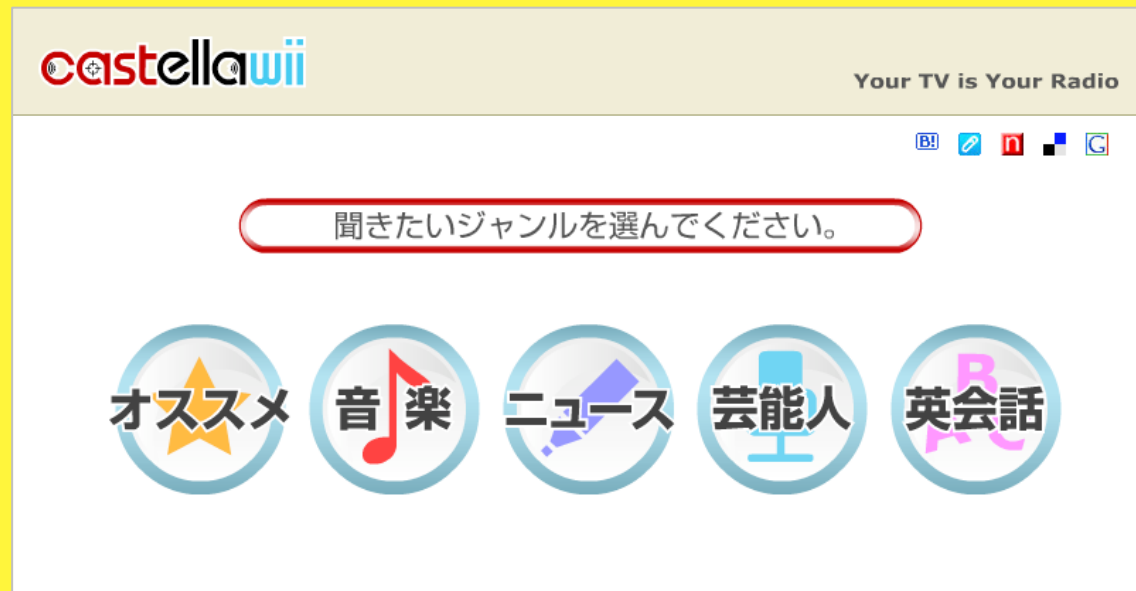 castellawii
Your TV is Your Radio
B!
n
G
聞きたいジャンルを選んでください。
オススメ
音楽
ニュース
芸能人
英会話
B
A C